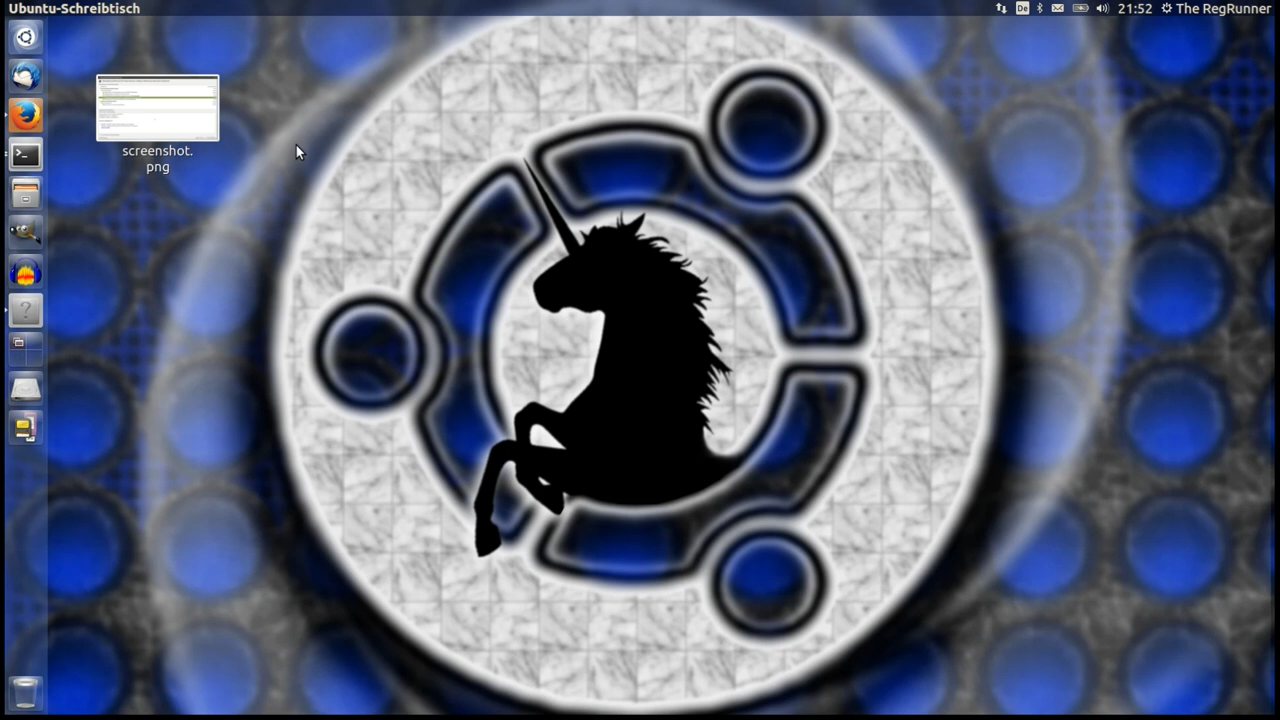 Ubuntu-Schreibtisch
De
21:52
The RegRunner
screenshot.
png
>_
?